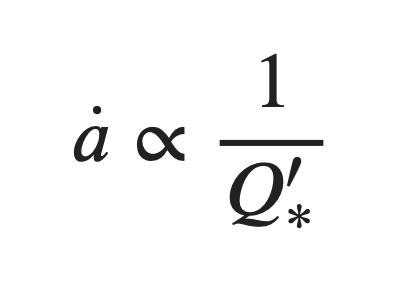 ȧ ∝ 1 / Q′_*